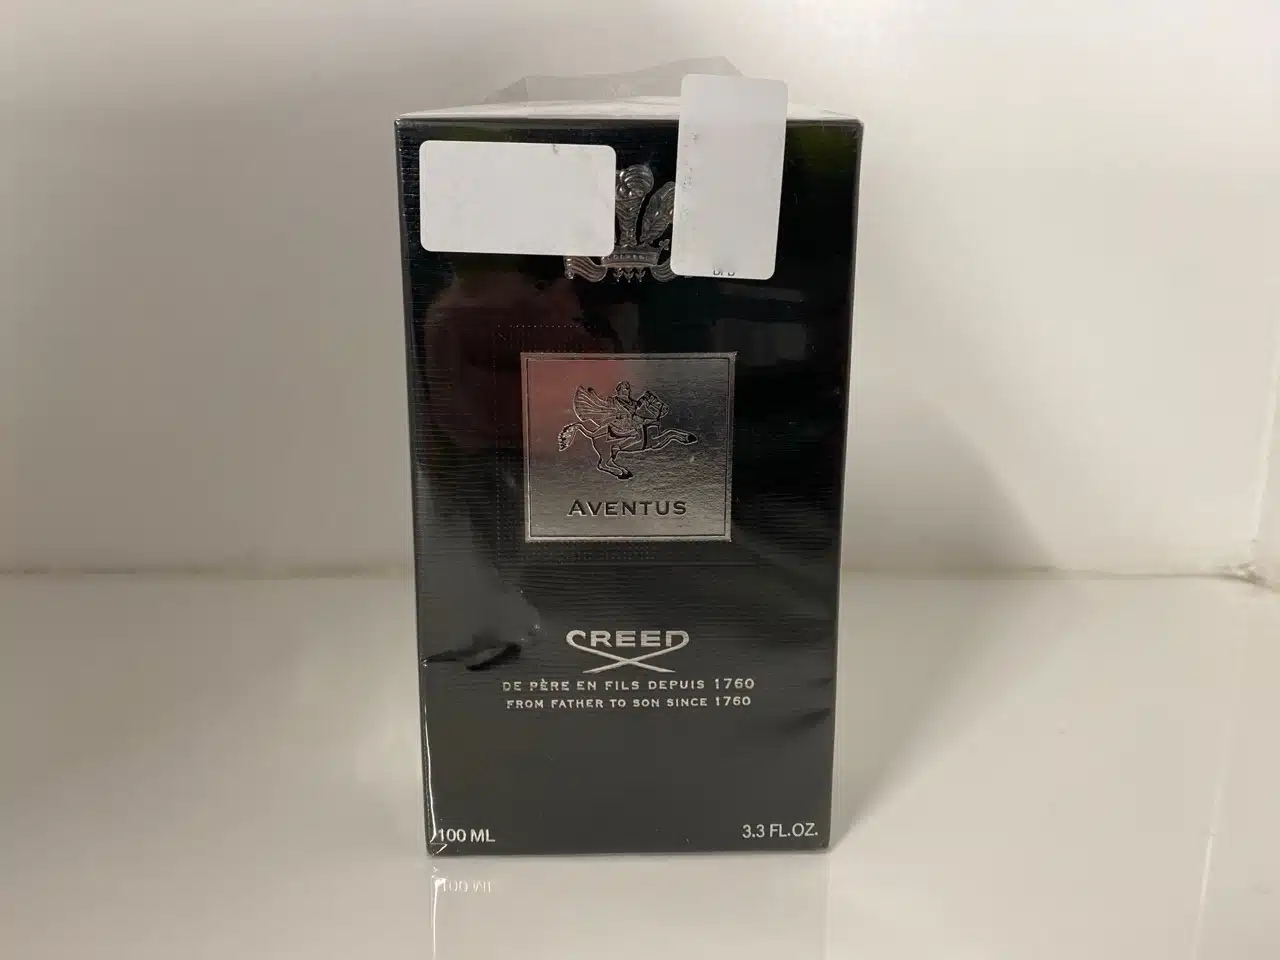 AVENTUS
CREED
DE PÈRE EN FILS DEPUIS 1760
FROM FATHER TO SON SINCE 1760
100 ML
3.3 FL.OZ.